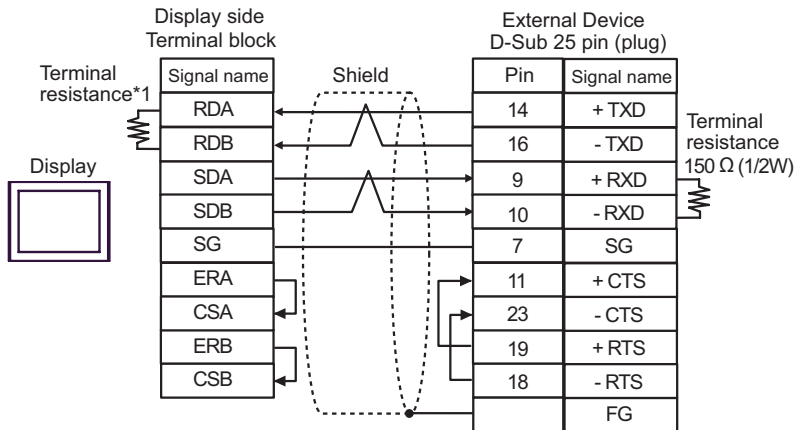 Display side
Terminal block
External Device
D-Sub 25 pin (plug)
Terminal
resistance*1
Signal name
Shield
Pin
Signal name
RDA
14
+ TXD
RDB
16
- TXD
Terminal
resistance
150 Ω (1/2W)
Display
SDA
9
+ RXD
SDB
10
- RXD
SG
7
SG
ERA
11
+ CTS
CSA
23
- CTS
ERB
19
+ RTS
CSB
18
- RTS
FG